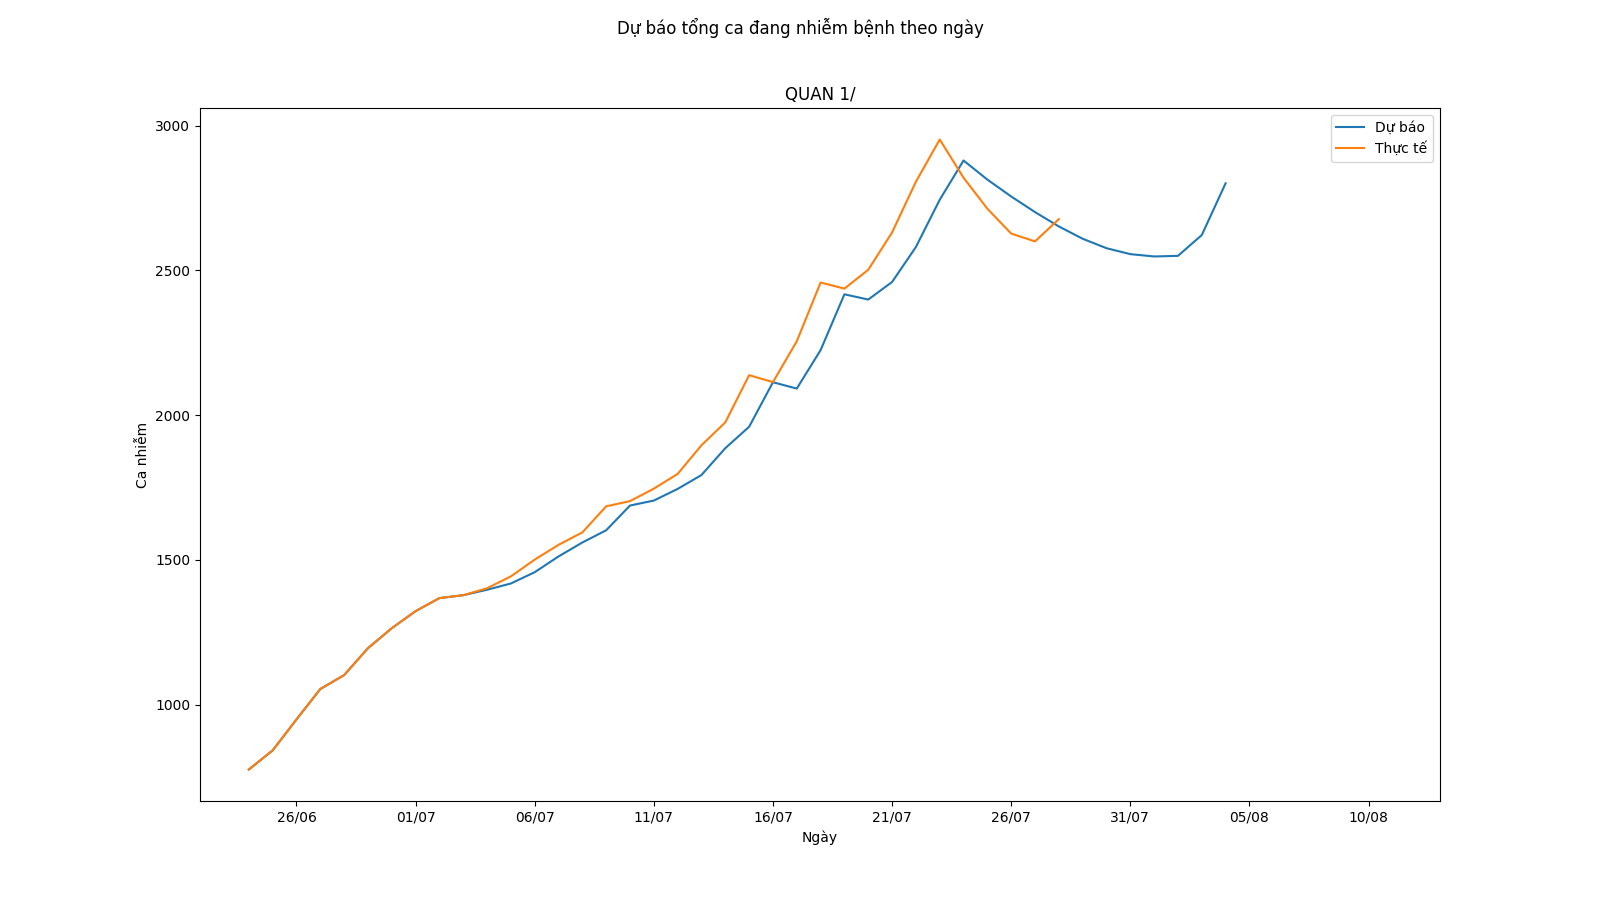 Dự báo tổng ca đang nhiễm bệnh theo ngày
QUAN 1/
Dự báo
Thực tế
3000
2500
2000
1500
1000
Ca nhiễm
26/06
01/07
06/07
11/07
16/07
21/07
26/07
31/07
05/08
10/08
Ngày